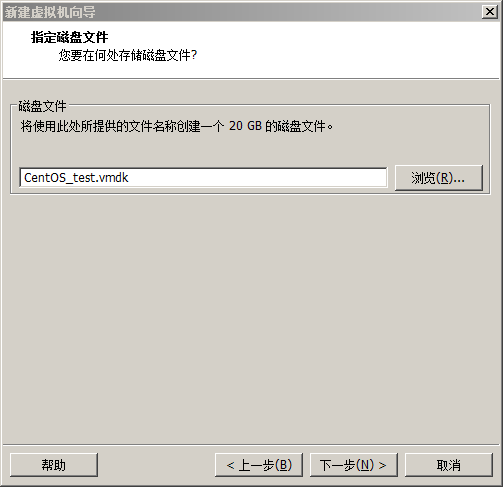 新建虚拟机向导
指定磁盘文件
您要在何处存储磁盘文件?
磁盘文件
将使用此处所提供的文件名称创建一个 20 GB 的磁盘文件。
CentOS_test.vmdk
浏览(R)...
帮助
< 上一步(B)
下一步(N) >
取消